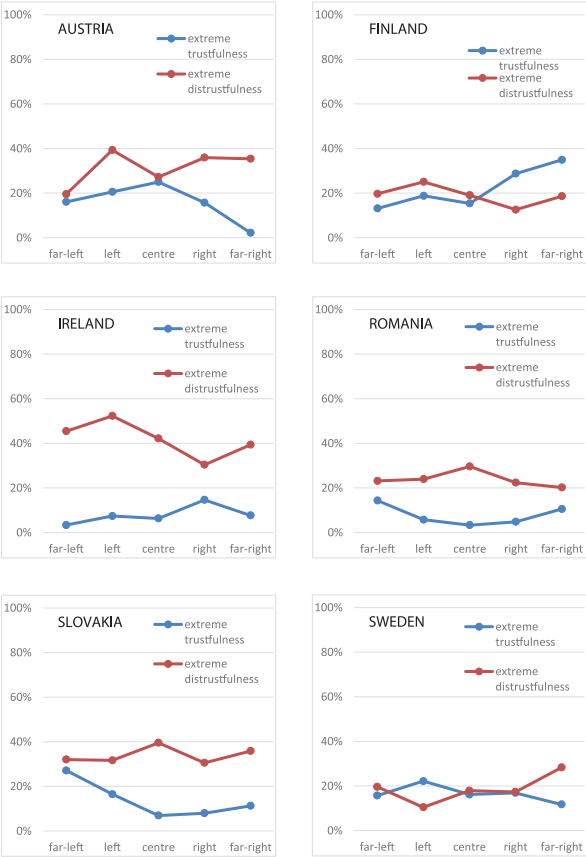 100%
AUSTRIA
extreme
trustfulness
80%
extreme
distrustfulness
60%
40%
20%
0%
far-left left centre right far-right
100%
FINLAND
extreme
trustfulness
80%
extreme
distrustfulness
60%
40%
20%
0%
far-left left centre right far-right
100%
IRELAND
extreme
trustfulness
80%
extreme
distrustfulness
60%
40%
20%
0%
far-left left centre right far-right
100%
ROMANIA
extreme
trustfulness
80%
extreme
distrustfulness
60%
40%
20%
0%
far-left left centre right far-right
100%
SLOVAKIA
extreme
trustfulness
80%
extreme
distrustfulness
60%
40%
20%
0%
far-left left centre right far-right
100%
SWEDEN
extreme
trustfulness
80%
extreme
distrustfulness
60%
40%
20%
0%
far-left left centre right far-right